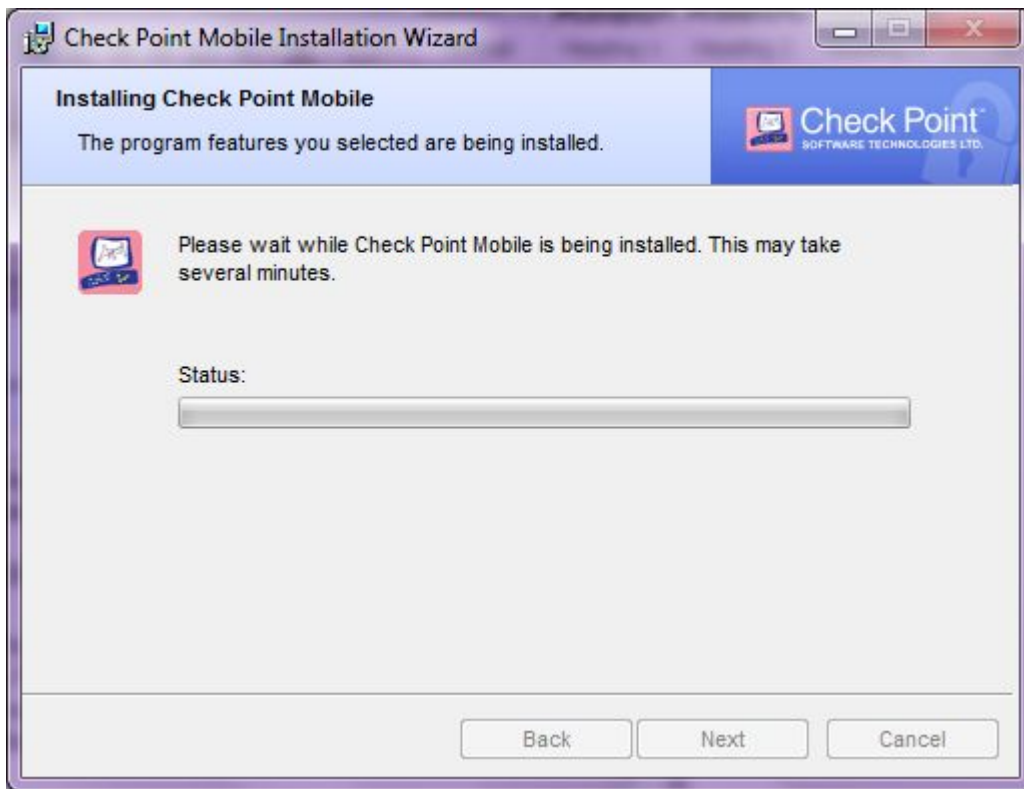 Check Point Mobile Installation Wizard
Installing Check Point Mobile
The program features you selected are being installed.
Check Point™
SOFTWARE TECHNOLOGIES LTD.
Please wait while Check Point Mobile is being installed. This may take
several minutes.
Status:
Back
Next
Cancel